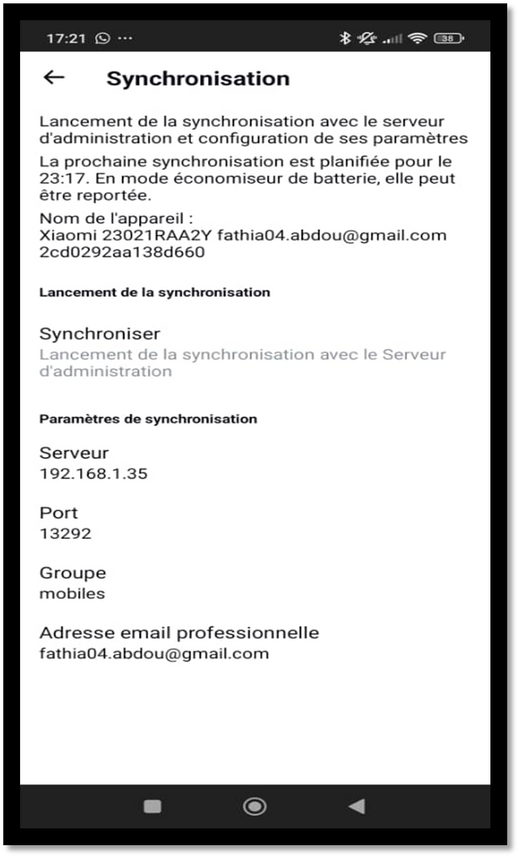 17:21 ...
38
Synchronisation
Lancement de la synchronisation avec le serveur
d'administration et configuration de ses paramètres
La prochaine synchronisation est planifiée pour le
23:17. En mode économiseur de batterie, elle peut
être reportée.
Nom de l'appareil :
Xiaomi 23021RAA2Y fathia04.abdou@gmail.com
2cd0292aa138d660
Lancement de la synchronisation
Synchroniser
Lancement de la synchronisation avec le Serveur
d'administration
Paramètres de synchronisation
Serveur
192.168.1.35
Port
13292
Groupe
mobiles
Adresse email professionnelle
fathia04.abdou@gmail.com